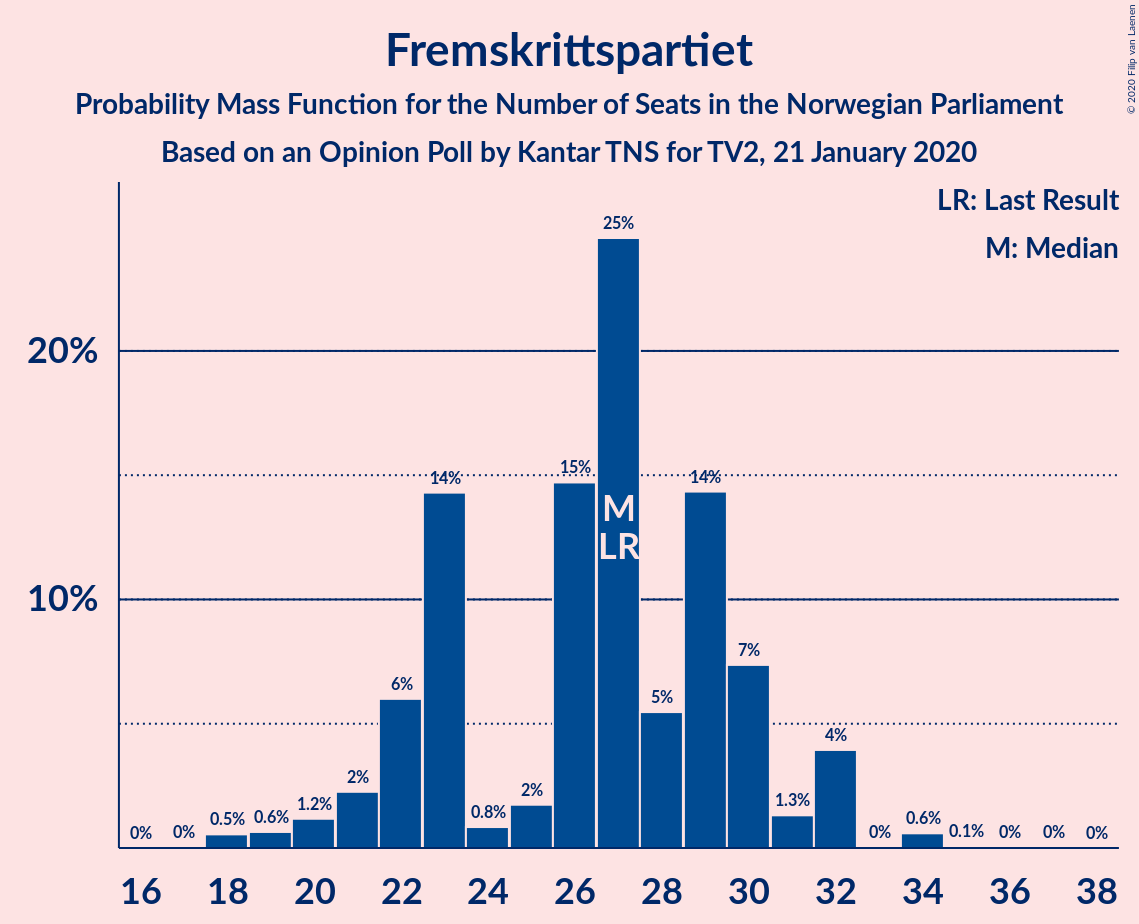 Fremskrittspartiet
Probability Mass Function for the Number of Seats in the Norwegian Parliament
Based on an Opinion Poll by Kantar TNS for TV2, 21 January 2020
© 2020 Filip van Laenen
LR: Last Result
M: Median
20%
10%
0%
0%
0.5%
0.6%
1.2%
2%
6%
14%
0.8%
2%
15%
25%
M
LR
5%
14%
7%
1.3%
4%
0%
0.6%
0.1%
0%
0%
0%
16 18 20 22 24 26 28 30 32 34 36 38